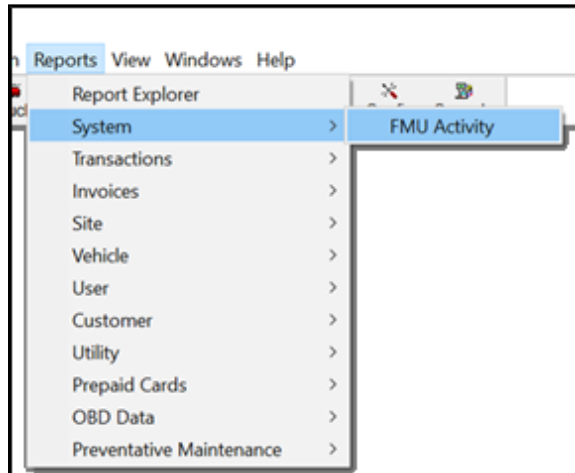 Reports View Windows Help
Report Explorer
System > FMU Activity
Transactions >
Invoices >
Site >
Vehicle >
User >
Customer >
Utility >
Prepaid Cards >
OBD Data >
Preventative Maintenance >